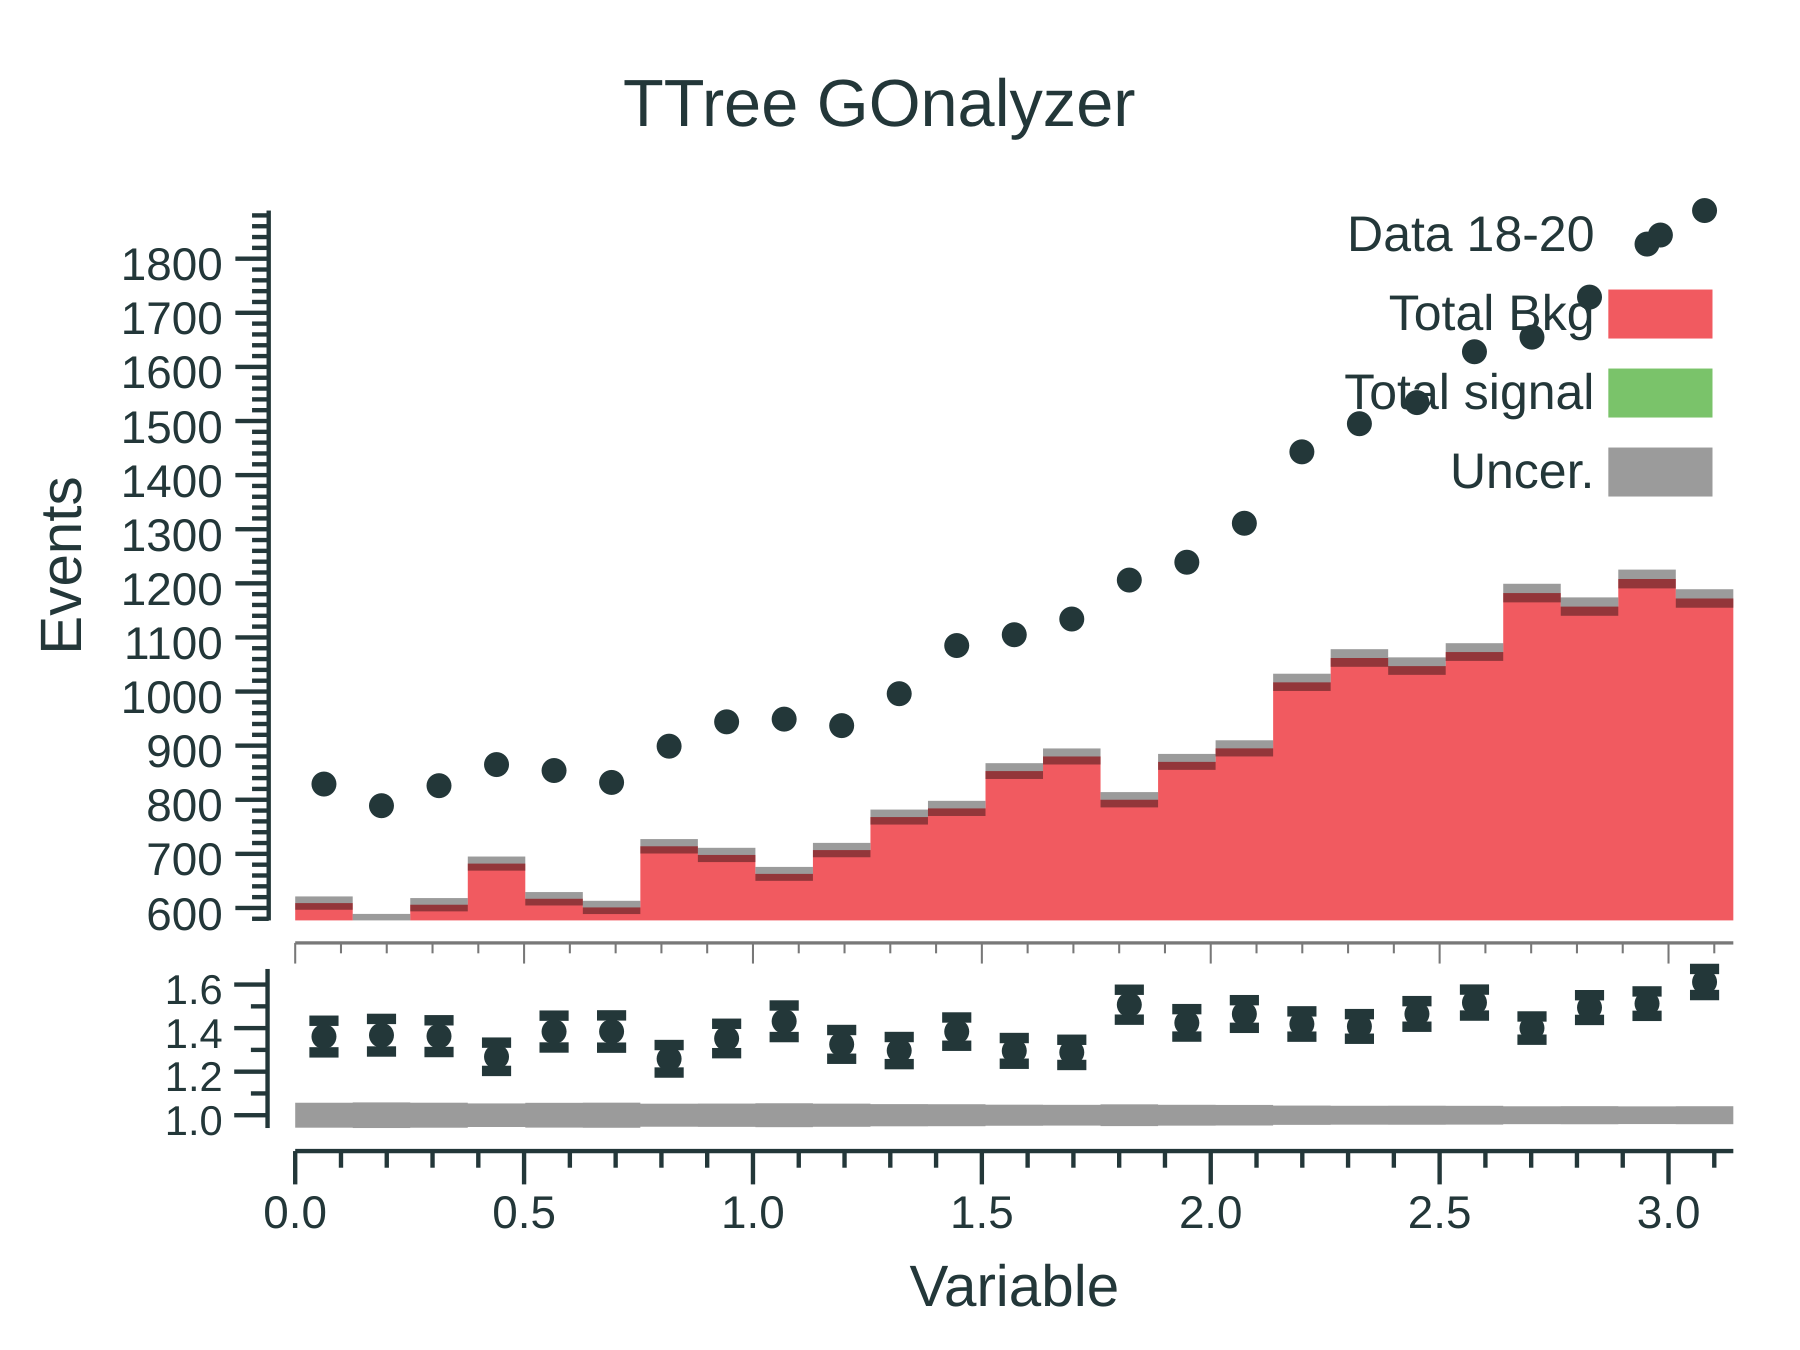 TTree GOnalyzer
Data 18-20
Total Bkg
Total signal
Uncer.
Events
1800
1700
1600
1500
1400
1300
1200
1100
1000
900
800
700
600
1.6
1.4
1.2
1.0
0.0 0.5 1.0 1.5 2.0 2.5 3.0
Variable